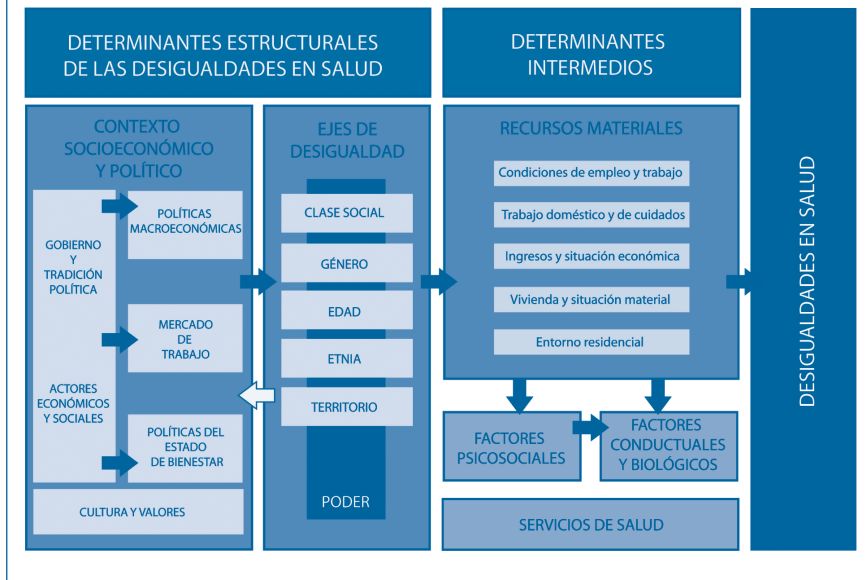 DETERMINANTES ESTRUCTURALES
DE LAS DESIGUALDADES EN SALUD
DETERMINANTES
INTERMEDIOS
CONTEXTO
SOCIOECONÓMICO
Y POLÍTICO
GOBIERNO
Y
TRADICIÓN
POLÍTICA
ACTORES
ECONÓMICOS
Y SOCIALES
POLÍTICAS
MACROECONÓMICAS
MERCADO
DE
TRABAJO
POLÍTICAS DEL
ESTADO
DE BIENESTAR
CULTURA Y VALORES
EJES DE
DESIGUALDAD
CLASE SOCIAL
GÉNERO
EDAD
ETNIA
TERRITORIO
PODER
RECURSOS MATERIALES
Condiciones de empleo y trabajo
Trabajo doméstico y de cuidados
Ingresos y situación económica
Vivienda y situación material
Entorno residencial
FACTORES
PSICOSOCIALES
FACTORES
CONDUCTUALES
Y BIOLÓGICOS
SERVICIOS DE SALUD
DESIGUALDADES EN SALUD